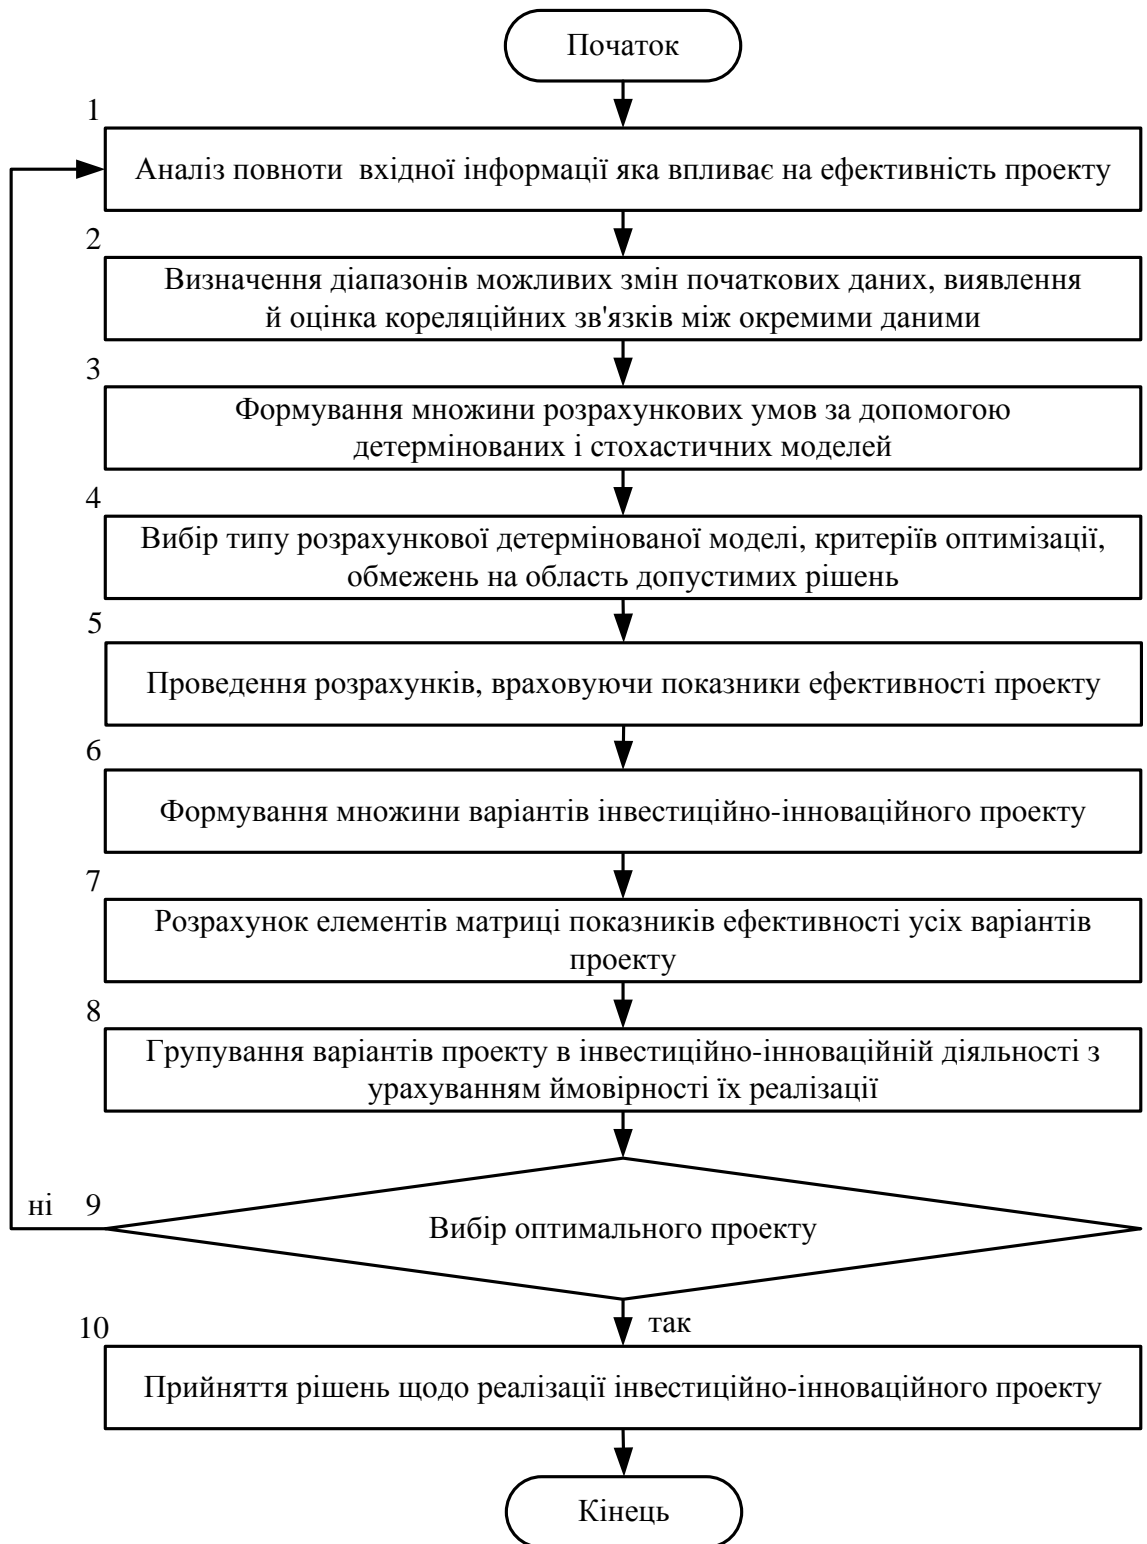 Початок
1
Аналіз повноти вхідної інформації яка впливає на ефективність проекту
2
Визначення діапазонів можливих змін початкових даних, виявлення
й оцінка кореляційних зв'язків між окремими даними
3
Формування множини розрахункових умов за допомогою
детермінованих і стохастичних моделей
4
Вибір типу розрахункової детермінованої моделі, критеріїв оптимізації,
обмежень на область допустимих рішень
5
Проведення розрахунків, враховуючи показники ефективності проекту
6
Формування множини варіантів інвестиційно-інноваційного проекту
7
Розрахунок елементів матриці показників ефективності усіх варіантів
проекту
8
Групування варіантів проекту в інвестиційно-інноваційній діяльності з
урахуванням ймовірності їх реалізації
ні 9
Вибір оптимального проекту
так
10
Прийняття рішень щодо реалізації інвестиційно-інноваційного проекту
Кінець